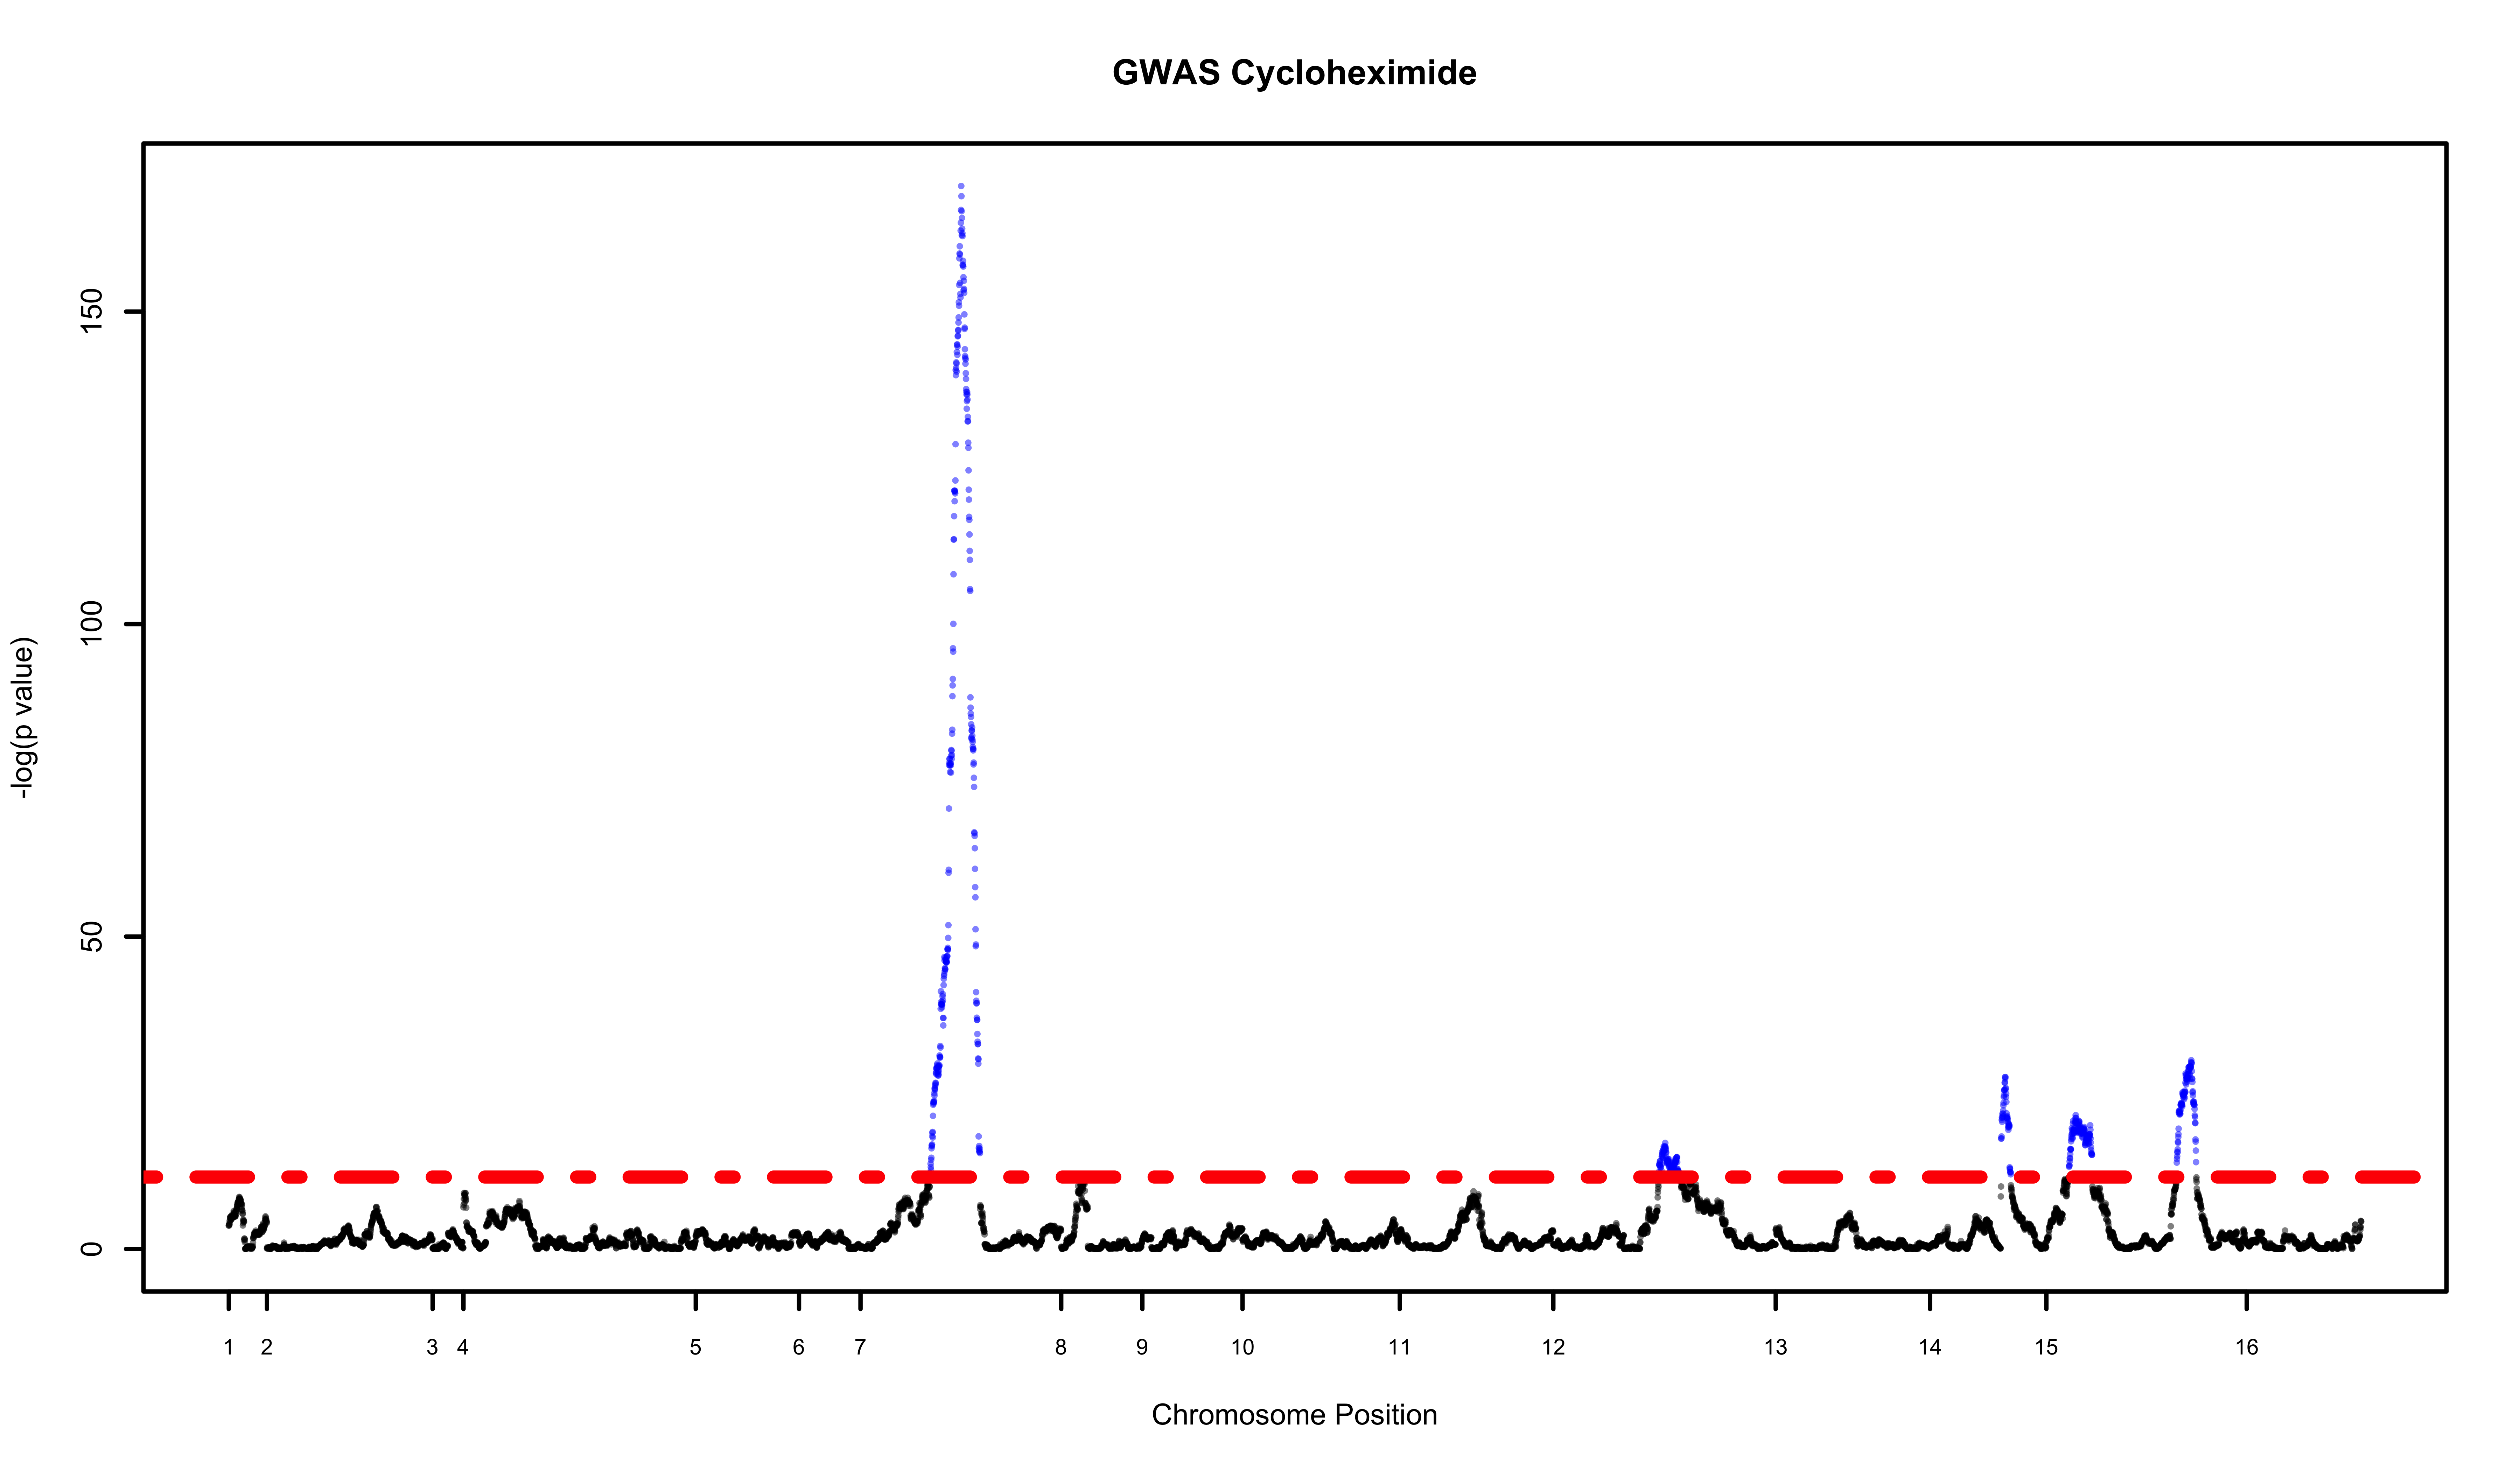 GWAS Cycloheximide
-log(p value)
150
100
50
0
1 2 3 4 5 6 7 8 9 10 11 12 13 14 15 16
Chromosome Position